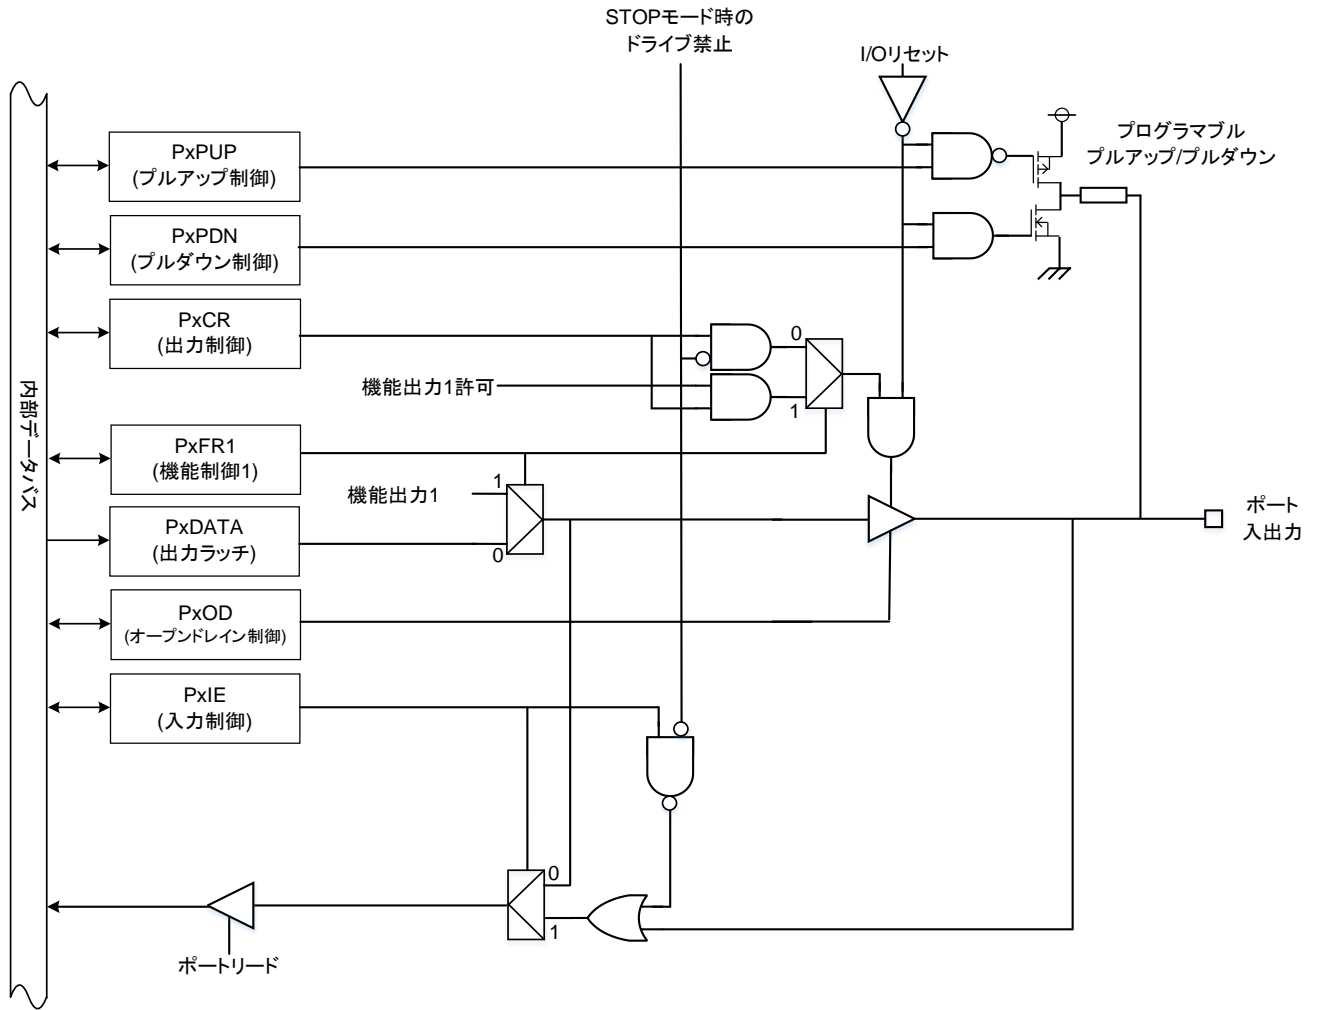 STOPモード時の
ドライブ禁止
I/Oリセット
プログラマブル
プルアップ/プルダウン
PxPUP
(プルアップ制御)
PxPDN
(プルダウン制御)
PxCR
(出力制御)
0
機能出力1許可
1
内部データバス
PxFR1
(機能制御1)
機能出力1
1
PxDATA
(出力ラッチ)
0
ポート
入出力
PxOD
(オープンドレイン制御)
PxIE
(入力制御)
0
1
ポートリード